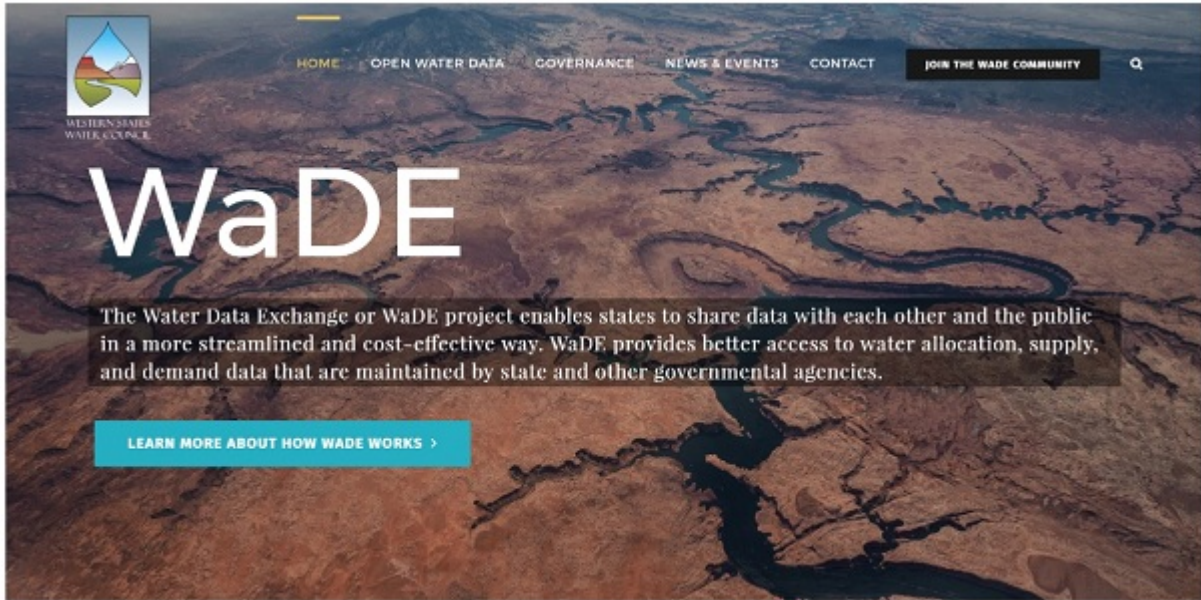 WESTERN STATES
WATER COUNCIL
HOME
OPEN WATER DATA
GOVERNANCE
NEWS & EVENTS
CONTACT
JOIN THE WADE COMMUNITY
WaDE
The Water Data Exchange or WaDE project enables states to share data with each other and the public
in a more streamlined and cost-effective way. WaDE provides better access to water allocation, supply,
and demand data that are maintained by state and other governmental agencies.
LEARN MORE ABOUT HOW WADE WORKS >